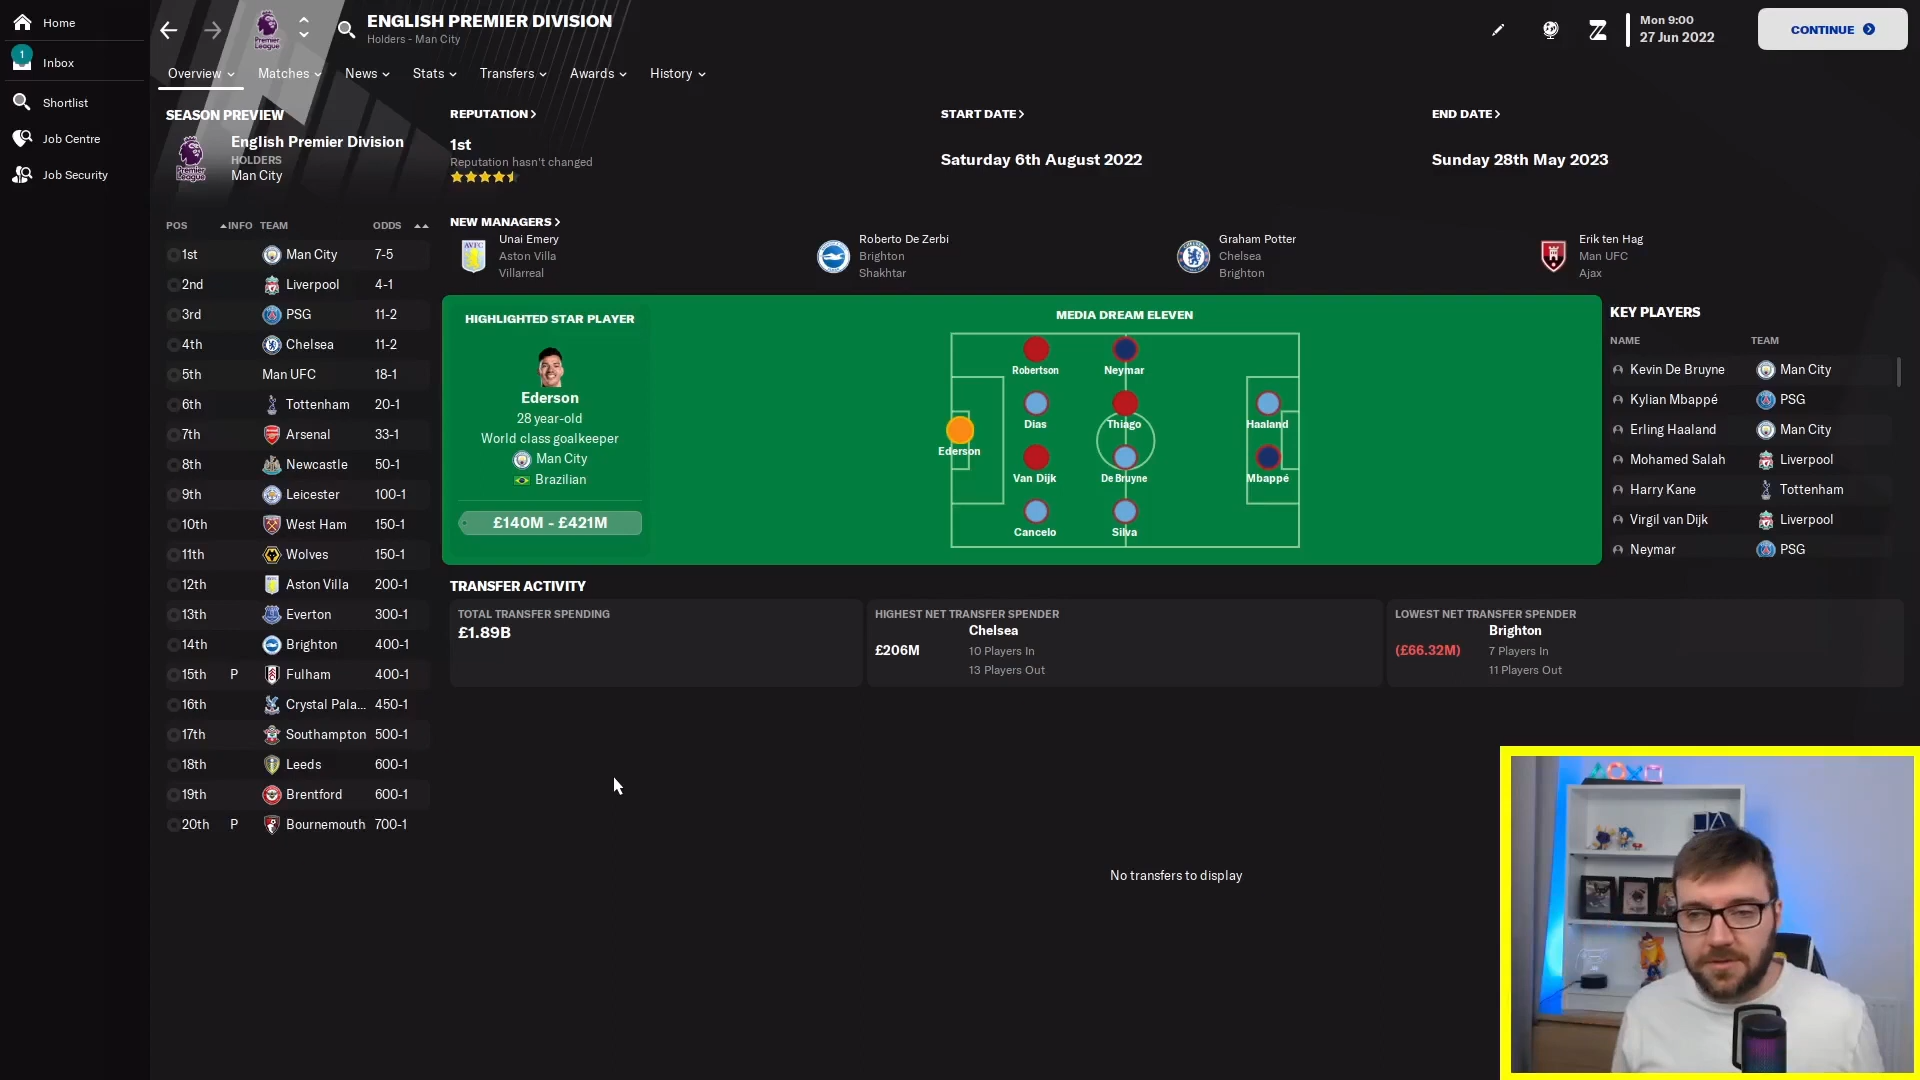 Home
1
Inbox
Shortlist
Job Centre
Job Security
Premier League
ENGLISH PREMIER DIVISION
Holders - Man City
Mon 9:00
27 Jun 2022
CONTINUE
Overview
Matches
News
Stats
Transfers
Awards
History
SEASON PREVIEW
English Premier Division
HOLDERS
Man City
REPUTATION
1st
Reputation hasn't changed
START DATE
Saturday 6th August 2022
END DATE
Sunday 28th May 2023
NEW MANAGERS
Unai Emery
Aston Villa
Villarreal
Roberto De Zerbi
Brighton
Shakhtar
Graham Potter
Chelsea
Brighton
Erik ten Hag
Man UFC
Ajax
POS INFO TEAM ODDS
1st Man City 7-5
2nd Liverpool 4-1
3rd PSG 11-2
4th Chelsea 11-2
5th Man UFC 18-1
6th Tottenham 20-1
7th Arsenal 33-1
8th Newcastle 50-1
9th Leicester 100-1
10th West Ham 150-1
11th Wolves 150-1
12th Aston Villa 200-1
13th Everton 300-1
14th Brighton 400-1
15th P Fulham 400-1
16th Crystal Pala... 450-1
17th Southampton 500-1
18th Leeds 600-1
19th Brentford 600-1
20th P Bournemouth 700-1
HIGHLIGHTED STAR PLAYER
Ederson
28 year-old
World class goalkeeper
Man City
Brazilian
£140M - £421M
MEDIA DREAM ELEVEN
Robertson
Neymar
Dias
Thiago
Haaland
Ederson
Van Dijk
De Bruyne
Mbappé
Cancelo
Silva
KEY PLAYERS
NAME TEAM
Kevin De Bruyne Man City
Kylian Mbappé PSG
Erling Haaland Man City
Mohamed Salah Liverpool
Harry Kane Tottenham
Virgil van Dijk Liverpool
Neymar PSG
TRANSFER ACTIVITY
TOTAL TRANSFER SPENDING
£1.89B
HIGHEST NET TRANSFER SPENDER
Chelsea
£206M
10 Players In
13 Players Out
LOWEST NET TRANSFER SPENDER
Brighton
(£66.32M)
7 Players In
11 Players Out
No transfers to display